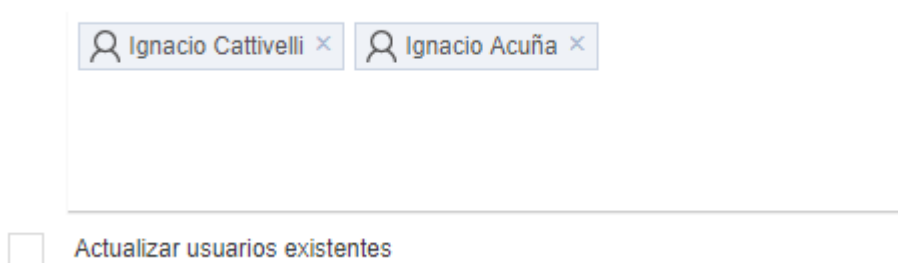 Ignacio Cattivelli × Ignacio Acuña ×
Actualizar usuarios existentes